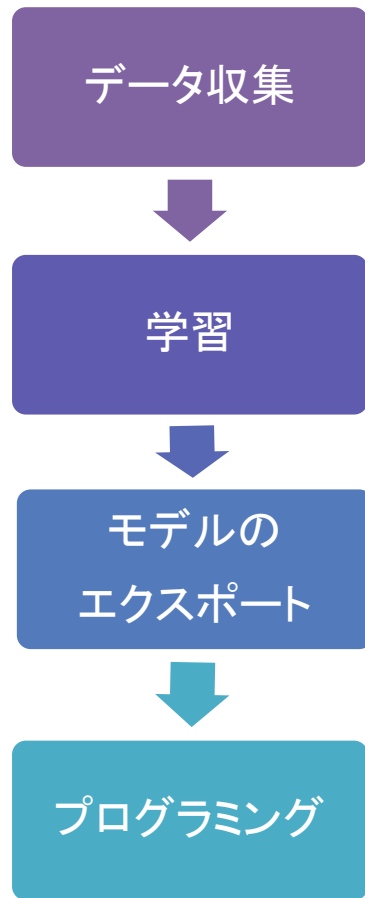 データ収集
学習
モデルの
エクスポート
プログラミング